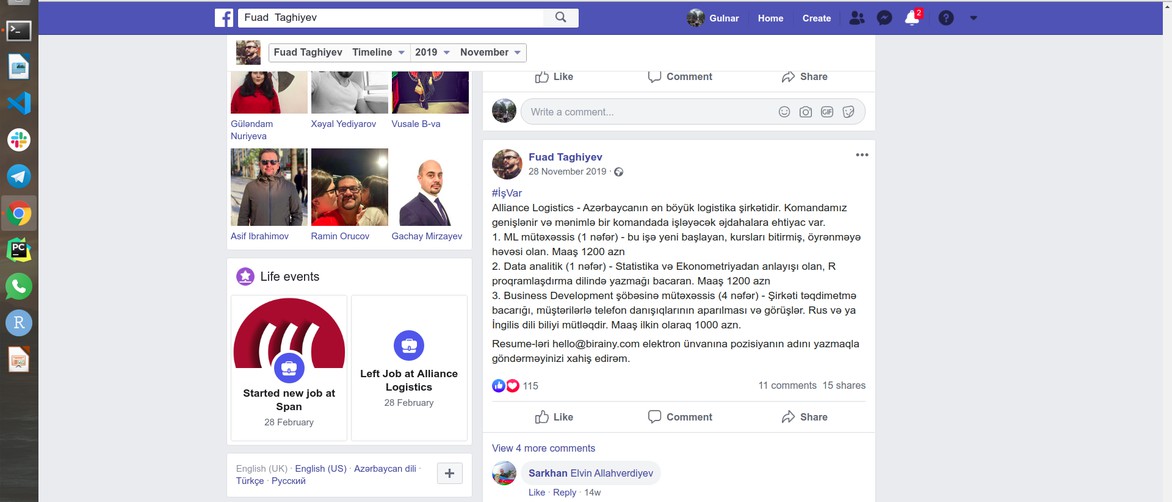 Fuad  Taghiyev
Gulnar
Home
Create
2
Fuad Taghiyev
Timeline
2019
November
Like
Comment
Share
Güləndam
Nuriyeva
Xəyal Yediyarov
Vusale B-va
Asif Ibrahimov
Ramin Orucov
Gachay Mirzayev
Life events
Started new job at
Span
28 February
Left Job at Alliance
Logistics
28 February
English (UK) · English (US) · Azərbaycan dili ·
Türkçe · Русский
Write a comment...
GIF
Fuad Taghiyev
28 November 2019 ·
#İşVar
Alliance Logistics - Azərbaycanın ən böyük logistika şirkətidir. Komandamız
genişlənir və mənimlə bir komandada işləyəcək əjdahalara ehtiyac var.
1. ML mütəxəssis (1 nəfər) - bu işə yeni başlayan, kursları bitirmiş, öyrənməyə
həvəsi olan. Maaş 1200 azn
2. Data analitik (1 nəfər) - Statistika və Ekonometriyadan anlayışı olan, R
proqramlaşdırma dilində yazmağı bacaran. Maaş 1200 azn
3. Business Development şöbəsinə mütəxəssis (4 nəfər) - Şirkəti təqdimetmə
bacarığı, müştərilərlə telefon danışıqlarının aparılması və görüşlər. Rus və ya
İngilis dili biliyi mütləqdir. Maaş ilkin olaraq 1000 azn.
Resume-ləri hello@birainy.com elektron ünvanına pozisiyanın adını yazmaqla
göndərməyinizi xahiş edirəm.
115
11 comments
15 shares
Like
Comment
Share
View 4 more comments
Sarkhan Elvin Allahverdiyev
Like · Reply · 14w
PC
R